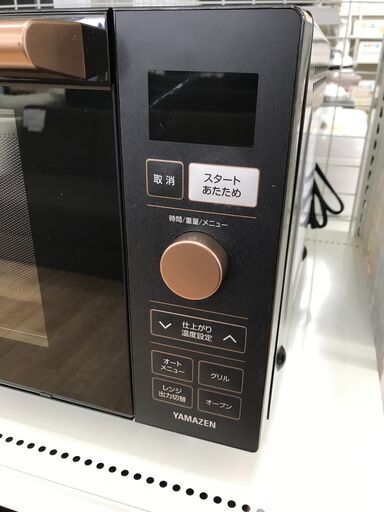 取消
スタート
あたため
時間/重量/メニュー
仕上がり
温度設定
オート
メニュー
グリル
レンジ
出力切替
オーブン
YAMAZEN